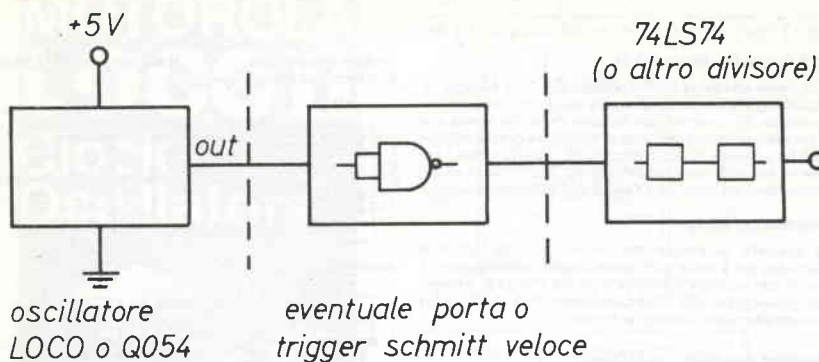 +5V
74LS74
(o altro divisore)
out
oscillatore
LOCO o Q054
eventuale porta o
trigger schmitt veloce